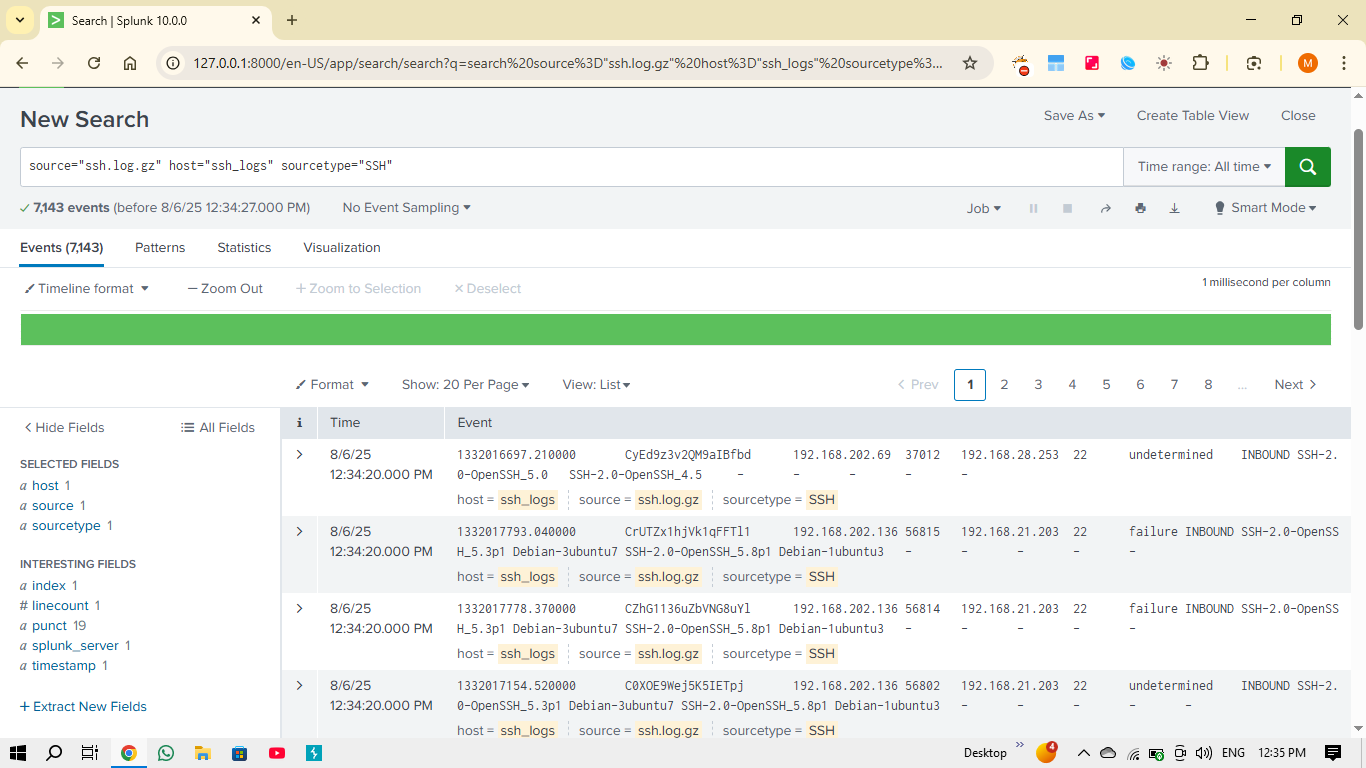 Search | Splunk 10.0.0
127.0.0.1:8000/en-US/app/search/search?q=search%20source%3D"ssh.log.gz"%20host%3D"ssh_logs"%20sourcetype%3...
M
New Search
Save As
Create Table View
Close
source="ssh.log.gz" host="ssh_logs" sourcetype="SSH"
Time range: All time
7,143 events (before 8/6/25 12:34:27.000 PM)
No Event Sampling
Job
Smart Mode
Events (7,143)
Patterns
Statistics
Visualization
Timeline format
— Zoom Out
+ Zoom to Selection
× Deselect
1 millisecond per column
Format
Show: 20 Per Page
View: List
< Prev 1 2 3 4 5 6 7 8 ... Next >
< Hide Fields
All Fields
SELECTED FIELDS
a host 1
a source 1
a sourcetype 1
INTERESTING FIELDS
a index 1
# linecount 1
a punct 19
a splunk_server 1
a timestamp 1
+ Extract New Fields
i Time Event
> 8/6/25 1332016697.210000 CyEd9z3v2QM9aIBfbd 192.168.202.69 37012 192.168.28.253 22 undetermined INBOUND SSH-2.
12:34:20.000 PM 0-OpenSSH_5.0 SSH-2.0-OpenSSH_4.5 - - - - -
host = ssh_logs source = ssh.log.gz sourcetype = SSH
> 8/6/25 1332017793.040000 CrUTZx1hjVk1qFFTl1 192.168.202.136 56815 192.168.21.203 22 failure INBOUND SSH-2.0-OpenSS
12:34:20.000 PM H_5.3p1 Debian-3ubuntu7 SSH-2.0-OpenSSH_5.8p1 Debian-1ubuntu3 - - - - -
host = ssh_logs source = ssh.log.gz sourcetype = SSH
> 8/6/25 1332017778.370000 CZhG1136uZbVNG8uYl 192.168.202.136 56814 192.168.21.203 22 failure INBOUND SSH-2.0-OpenSS
12:34:20.000 PM H_5.3p1 Debian-3ubuntu7 SSH-2.0-OpenSSH_5.8p1 Debian-1ubuntu3 - - - - -
host = ssh_logs source = ssh.log.gz sourcetype = SSH
> 8/6/25 1332017154.520000 C0XOE9Wej5K5IETpj 192.168.202.136 56802 192.168.21.203 22 undetermined INBOUND SSH-2.
12:34:20.000 PM 0-OpenSSH_5.3p1 Debian-3ubuntu7 SSH-2.0-OpenSSH_5.8p1 Debian-1ubuntu3 - - - - -
host = ssh_logs source = ssh.log.gz sourcetype = SSH
Desktop
4
ENG
12:35 PM